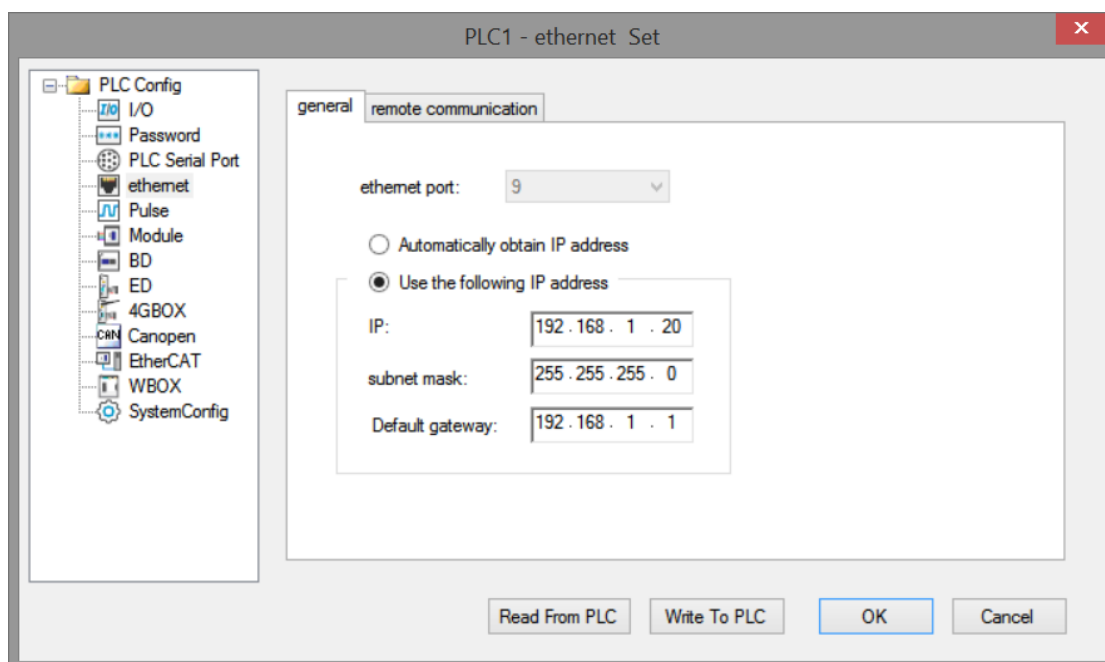 PLC1 - ethernet Set
x
PLC Config
I/O
Password
PLC Serial Port
ethernet
Pulse
Module
BD
ED
4GBOX
CAN Canopen
EtherCAT
WBOX
SystemConfig
general remote communication
ethernet port: 9
Automatically obtain IP address
Use the following IP address
IP: 192 . 168 . 1 . 20
subnet mask: 255 . 255 . 255 . 0
Default gateway: 192 . 168 . 1 . 1
Read From PLC Write To PLC OK Cancel